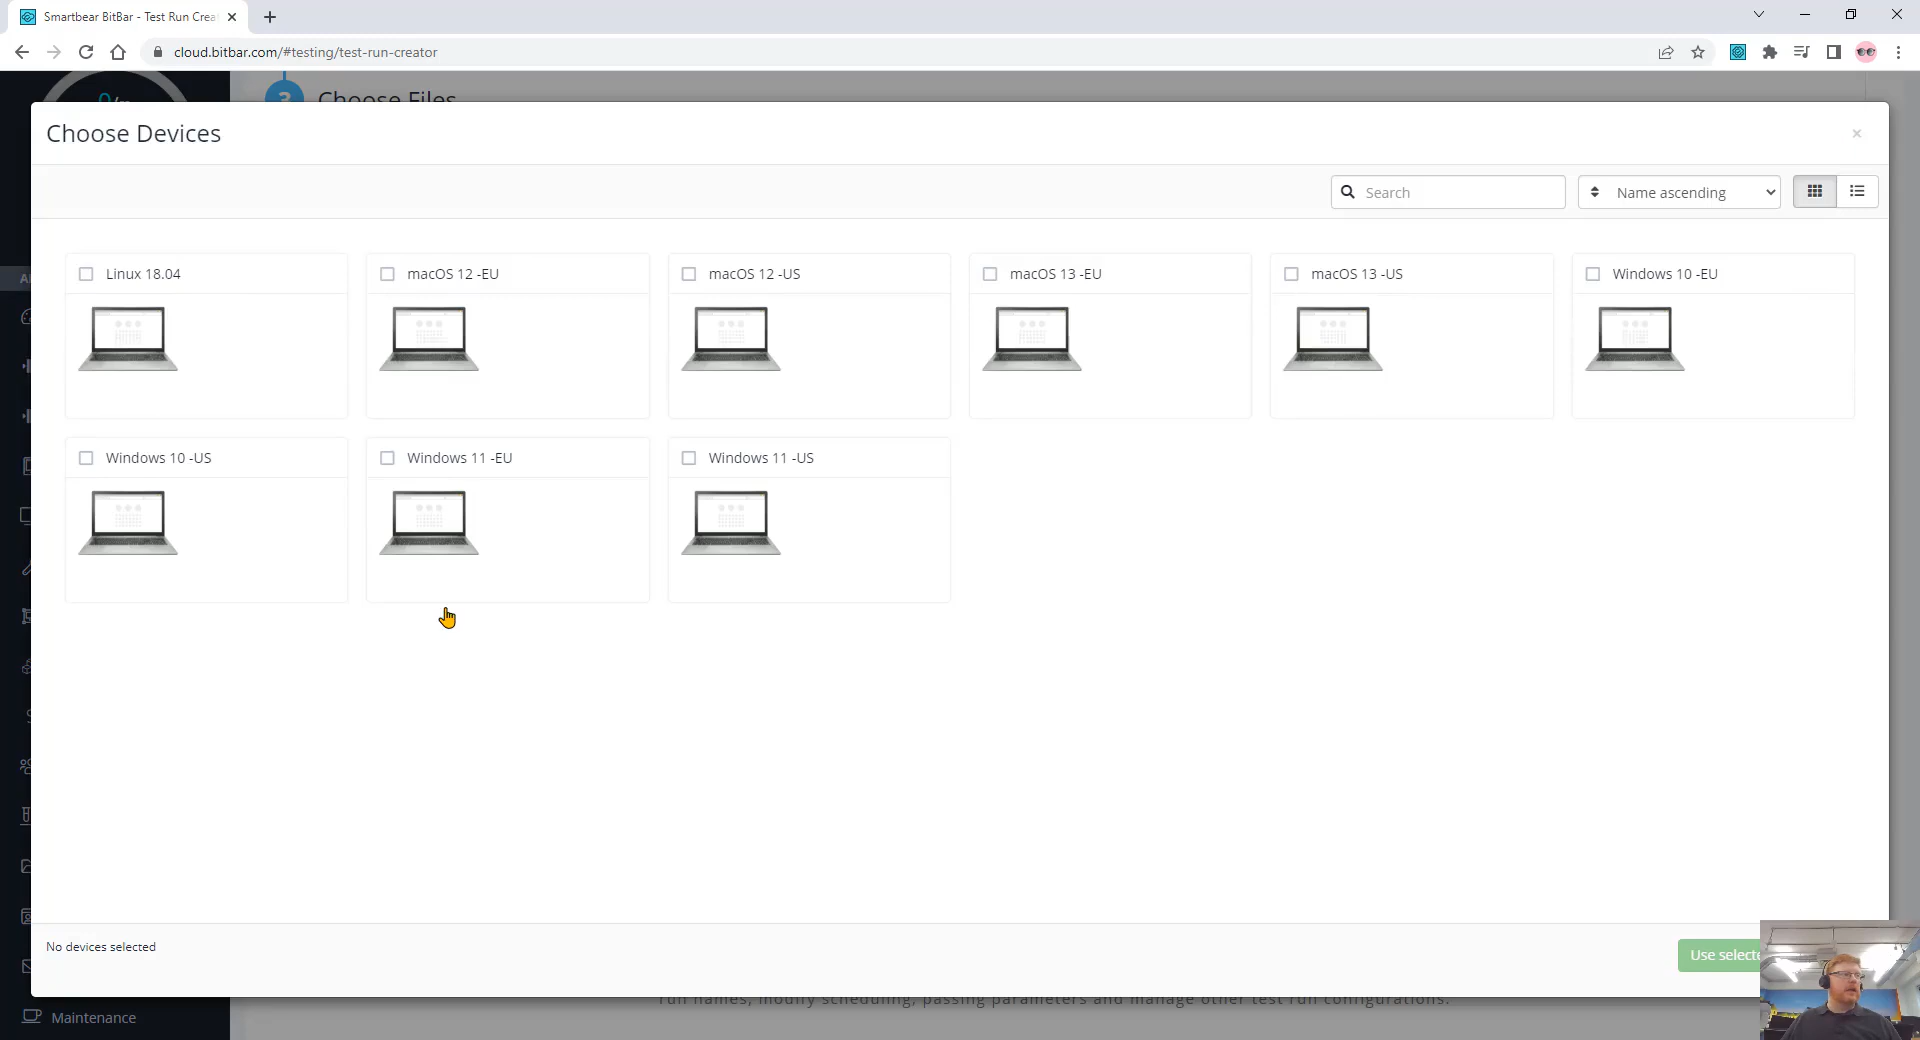 Smartbear BitBar - Test Run Crea
cloud.bitbar.com/#testing/test-run-creator
3
Choose Files
Choose Devices
Search
Name ascending
Linux 18.04
macOS 12 -EU
macOS 12 -US
macOS 13 -EU
macOS 13 -US
Windows 10 -EU
Windows 10 -US
Windows 11 -EU
Windows 11 -US
No devices selected
Use selecte
run names, modify scheduling, passing parameters and manage other test run configurations.
Maintenance